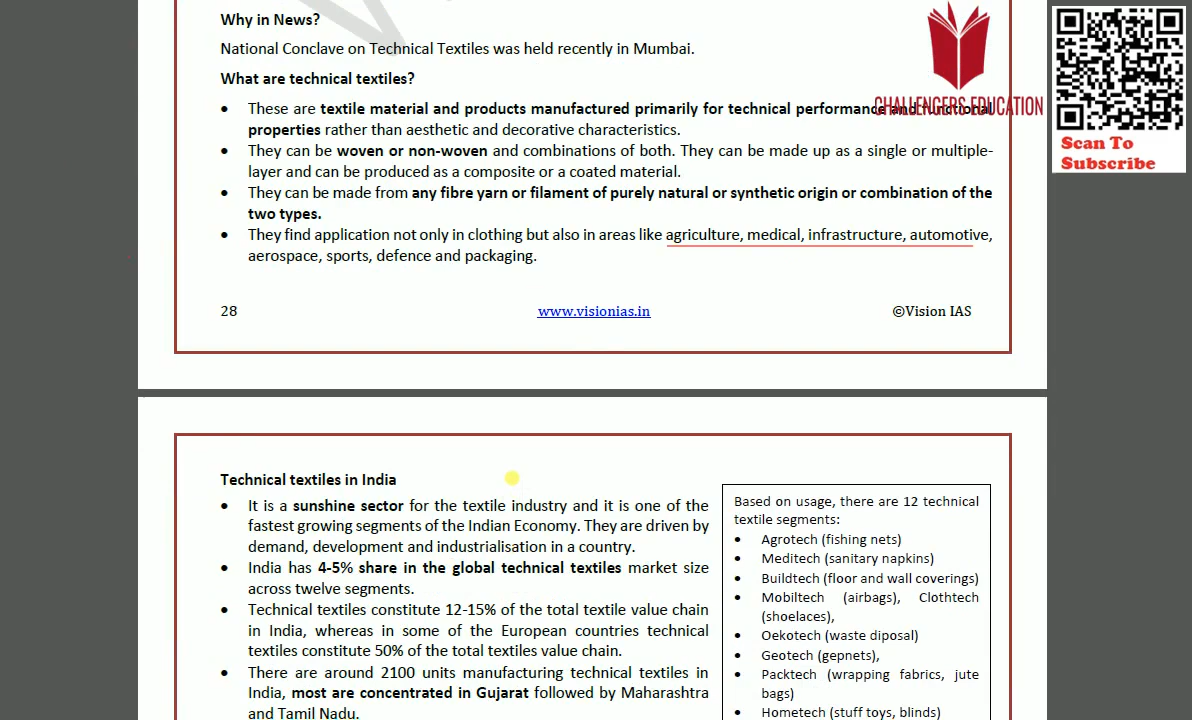 Why in News?
National Conclave on Technical Textiles was held recently in Mumbai.
What are technical textiles?
• These are textile material and products manufactured primarily for technical performance and functional
properties rather than aesthetic and decorative characteristics.
• They can be woven or non-woven and combinations of both. They can be made up as a single or multiple-
layer and can be produced as a composite or a coated material.
• They can be made from any fibre yarn or filament of purely natural or synthetic origin or combination of the
two types.
• They find application not only in clothing but also in areas like agriculture, medical, infrastructure, automotive,
aerospace, sports, defence and packaging.
28 www.visionias.in ©Vision IAS
CHALLENGERS EDUCATION
Scan To
Subscribe
Technical textiles in India
• It is a sunshine sector for the textile industry and it is one of the
fastest growing segments of the Indian Economy. They are driven by
demand, development and industrialisation in a country.
• India has 4-5% share in the global technical textiles market size
across twelve segments.
• Technical textiles constitute 12-15% of the total textile value chain
in India, whereas in some of the European countries technical
textiles constitute 50% of the total textiles value chain.
• There are around 2100 units manufacturing technical textiles in
India, most are concentrated in Gujarat followed by Maharashtra
and Tamil Nadu.
Based on usage, there are 12 technical
textile segments:
• Agrotech (fishing nets)
• Meditech (sanitary napkins)
• Buildtech (floor and wall coverings)
• Mobiltech (airbags), Clothtech
(shoelaces),
• Oekotech (waste diposal)
• Geotech (gepnets),
• Packtech (wrapping fabrics, jute
bags)
• Hometech (stuff toys, blinds)